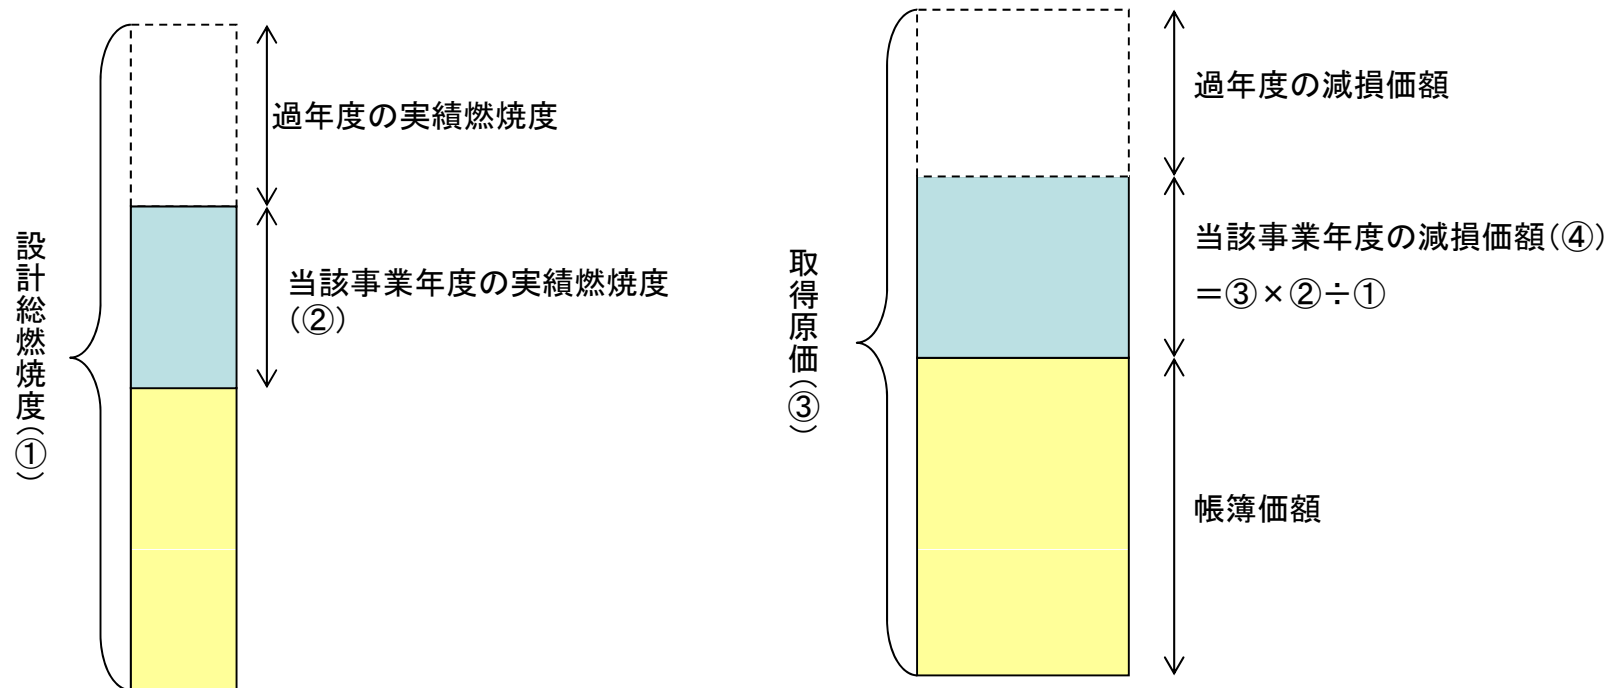 設計総燃焼度(①)
過年度の実績燃焼度
当該事業年度の実績燃焼度
(②)
取得原価(③)
過年度の減損価額
当該事業年度の減損価額(④)
=③×②÷①
帳簿価額